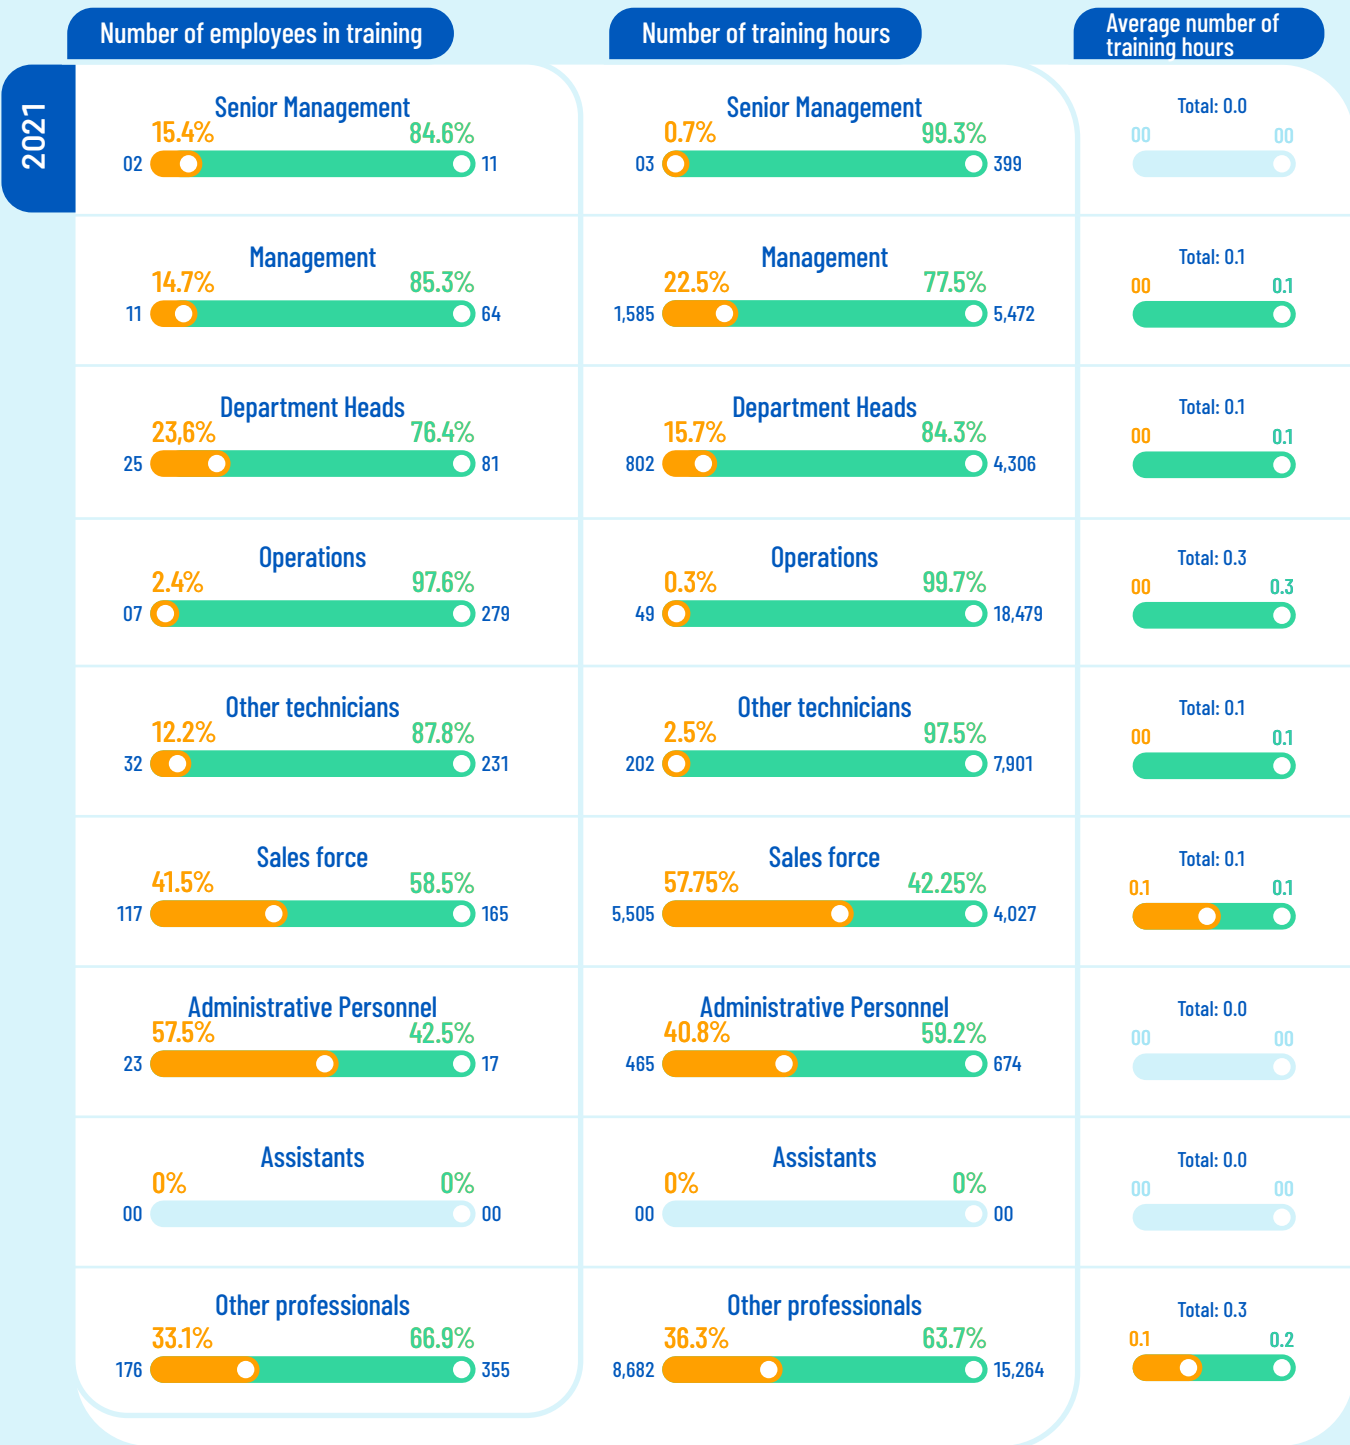 Number of employees in training
Number of training hours
Average number of
training hours
2021
Senior Management
15.4% 84.6%
02 11
Senior Management
0.7% 99.3%
03 399
Total: 0.0
00 00
Management
14.7% 85.3%
11 64
Management
22.5% 77.5%
1,585 5,472
Total: 0.1
00 0.1
Department Heads
23,6% 76.4%
25 81
Department Heads
15.7% 84.3%
802 4,306
Total: 0.1
00 0.1
Operations
2.4% 97.6%
07 279
Operations
0.3% 99.7%
49 18,479
Total: 0.3
00 0.3
Other technicians
12.2% 87.8%
32 231
Other technicians
2.5% 97.5%
202 7,901
Total: 0.1
00 0.1
Sales force
41.5% 58.5%
117 165
Sales force
57.75% 42.25%
5,505 4,027
Total: 0.1
0.1 0.1
Administrative Personnel
57.5% 42.5%
23 17
Administrative Personnel
40.8% 59.2%
465 674
Total: 0.0
00 00
Assistants
0% 0%
00 00
Assistants
0% 0%
00 00
Total: 0.0
00 00
Other professionals
33.1% 66.9%
176 355
Other professionals
36.3% 63.7%
8,682 15,264
Total: 0.3
0.1 0.2